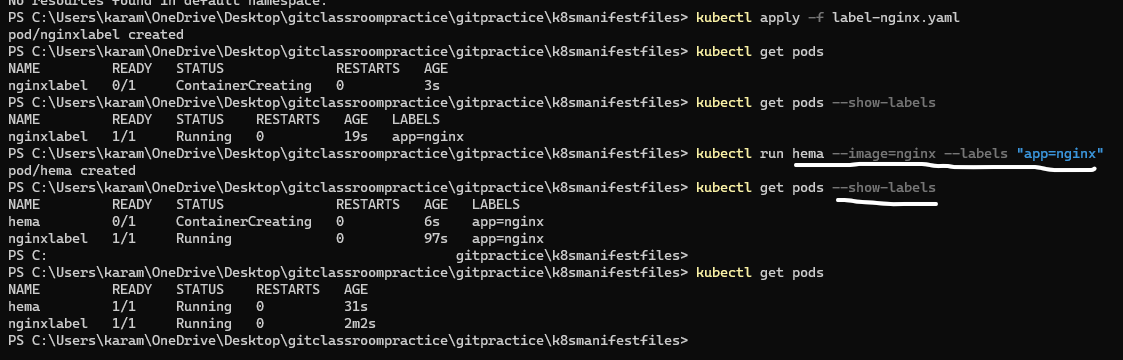 No resources found in default namespace.
PS C:\Users\karam\OneDrive\Desktop\gitclassroompractice\gitpractice\k8smanifestfiles> kubectl apply -f label-nginx.yaml
pod/nginxlabel created
PS C:\Users\karam\OneDrive\Desktop\gitclassroompractice\gitpractice\k8smanifestfiles> kubectl get pods
NAME         READY   STATUS              RESTARTS   AGE
nginxlabel   0/1     ContainerCreating   0          3s
PS C:\Users\karam\OneDrive\Desktop\gitclassroompractice\gitpractice\k8smanifestfiles> kubectl get pods --show-labels
NAME         READY   STATUS    RESTARTS   AGE   LABELS
nginxlabel   1/1     Running   0          19s   app=nginx
PS C:\Users\karam\OneDrive\Desktop\gitclassroompractice\gitpractice\k8smanifestfiles> kubectl run hema --image=nginx --labels "app=nginx"
pod/hema created
PS C:\Users\karam\OneDrive\Desktop\gitclassroompractice\gitpractice\k8smanifestfiles> kubectl get pods --show-labels
NAME         READY   STATUS              RESTARTS   AGE   LABELS
hema         0/1     ContainerCreating   0          6s    app=nginx
nginxlabel   1/1     Running             0          97s   app=nginx
PS C:                                                   gitpractice\k8smanifestfiles>
PS C:\Users\karam\OneDrive\Desktop\gitclassroompractice\gitpractice\k8smanifestfiles> kubectl get pods
NAME         READY   STATUS    RESTARTS   AGE
hema         1/1     Running   0          31s
nginxlabel   1/1     Running   0          2m2s
PS C:\Users\karam\OneDrive\Desktop\gitclassroompractice\gitpractice\k8smanifestfiles>